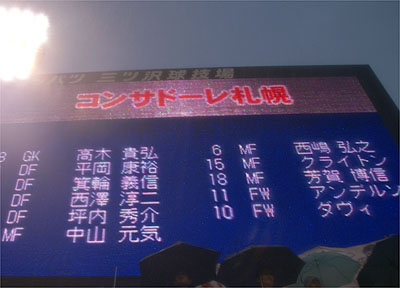 ハツ 三ツ沢球技場
コンサドーレ札幌
8 GK 高木 貴弘
DF 平岡 康裕
DF 箕輪 義信
DF 西澤 淳二
DF 坪内 秀介
MF 中山 元気
6 MF 西嶋 弘之
15 MF クライトン
18 MF 芳賀 博信
11 FW アンデルソン
10 FW ダヴィ